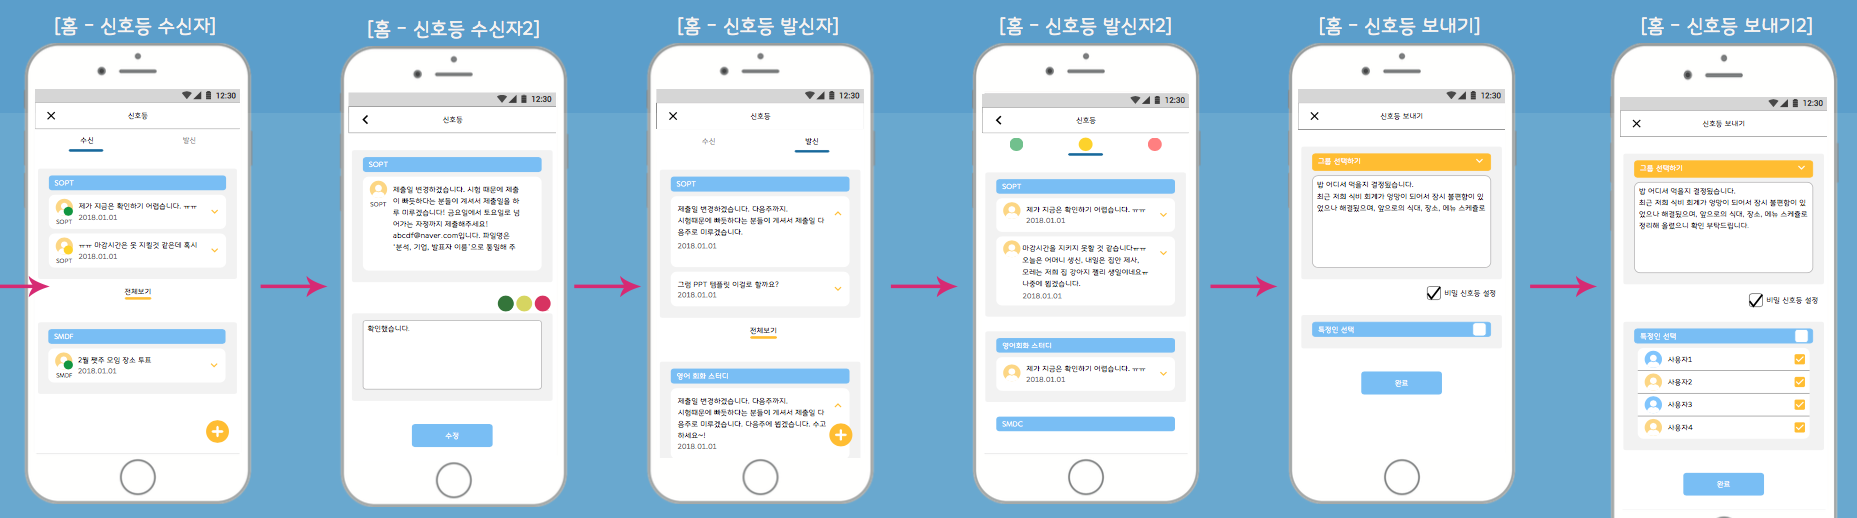 [홈 - 신호등 수신자]
12:30
신호등
수신
발신
SOPT
제가 지금은 확인하기 어렵습니다. ㅠㅠ
2018.01.01
SOPT
ㅠㅠ 마감시간은 못 지킬것 같은데 혹시
2018.01.01
SOPT
전체보기
SMDF
2월 팟주 모임 장소 투표
2018.01.01
SMDF
[홈 - 신호등 수신자2]
12:30
신호등
SOPT
제출일 변경하겠습니다. 시험 때문에 제출
이 빠듯하다는 분들이 계셔서 제출일을 하
루 미루겠습니다! 금요일에서 토요일로 넘
어가는 자정까지 제출해주세요!
abcdf@naver.com입니다. 파일명은
'분석, 기업, 발표자 이름'으로 통일해 주
SOPT
확인했습니다.
수정
[홈 - 신호등 발신자]
12:30
신호등
수신
발신
SOPT
제출일 변경하겠습니다. 다음주까지.
시험때문에 빠듯하다는 분들이 계셔서 제출일 다
음주로 미루겠습니다.
2018.01.01
그럼 PPT 템플릿 이걸로 할까요?
2018.01.01
전체보기
영어 회화 스터디
제출일 변경하겠습니다. 다음주까지.
시험때문에 빠듯하다는 분들이 계셔서 제출일 다
음주로 미루겠습니다. 다음주에 뵙겠습니다. 수고
하세요~!
2018.01.01
[홈 - 신호등 발신자2]
12:30
신호등
SOPT
제가 지금은 확인하기 어렵습니다. ㅠㅠ
2018.01.01
마감시간을 지키지 못할 것 같습니다ㅠㅠ
오늘은 어머니 생신, 내일은 집안 제사,
모레는 저희 집 강아지 젤리 생일이네요ㅠ
나중에 뵙겠습니다.
2018.01.01
영어회화 스터디
제가 지금은 확인하기 어렵습니다. ㅠㅠ
2018.01.01
SMDC
[홈 - 신호등 보내기]
12:30
신호등 보내기
그룹 선택하기
밥 어디서 먹을지 결정됬습니다.
최근 저희 식비 회계가 엉망이 되어서 잠시 불편함이 있
었으나 해결됬으며, 앞으로의 식대, 장소, 메뉴 스케쥴로
비밀 신호등 설정
특정인 선택
완료
[홈 - 신호등 보내기2]
12:30
신호등 보내기
그룹 선택하기
밥 어디서 먹을지 결정됬습니다.
최근 저희 식비 회계가 엉망이 되어서 잠시 불편함이 있
었으나 해결됬으며, 앞으로의 식대, 장소, 메뉴 스케쥴로
정리해 올렸으니 확인 부탁드립니다.
비밀 신호등 설정
특정인 선택
사용자1
사용자2
사용자3
사용자4
완료